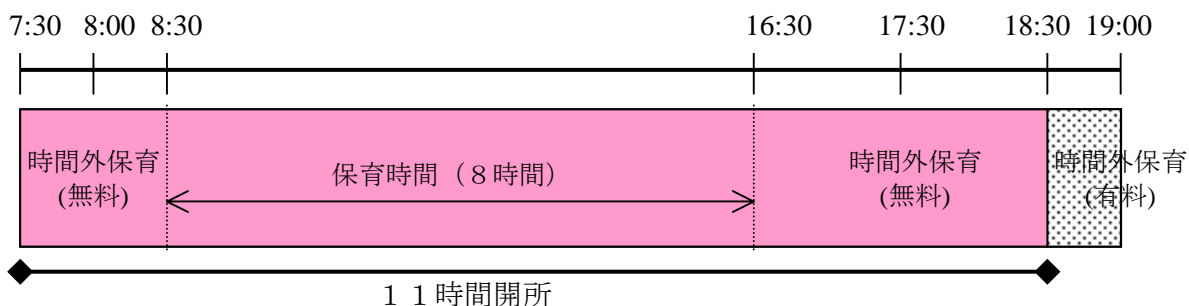 7:30 8:00 8:30 16:30 17:30 18:30 19:00
時間外保育
(無料)
保育時間（８時間）
時間外保育
(無料)
時間外保育
(有料)
１１時間開所